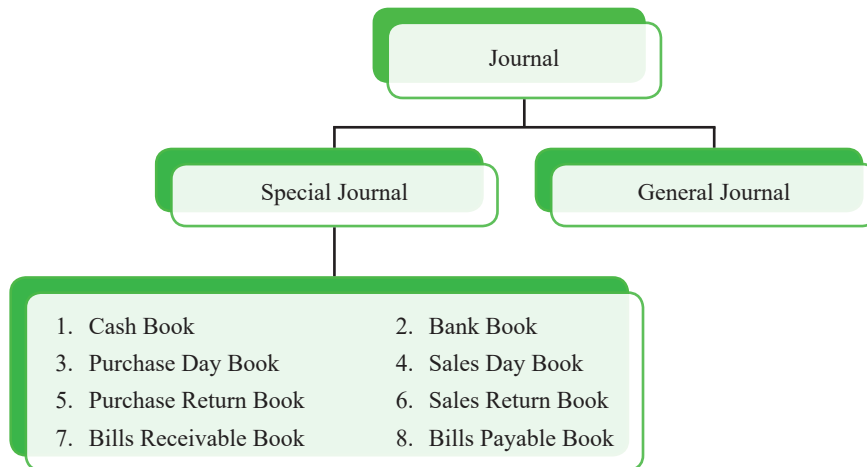 Journal
Special Journal
General Journal
1. Cash Book
2. Bank Book
3. Purchase Day Book
4. Sales Day Book
5. Purchase Return Book
6. Sales Return Book
7. Bills Receivable Book
8. Bills Payable Book